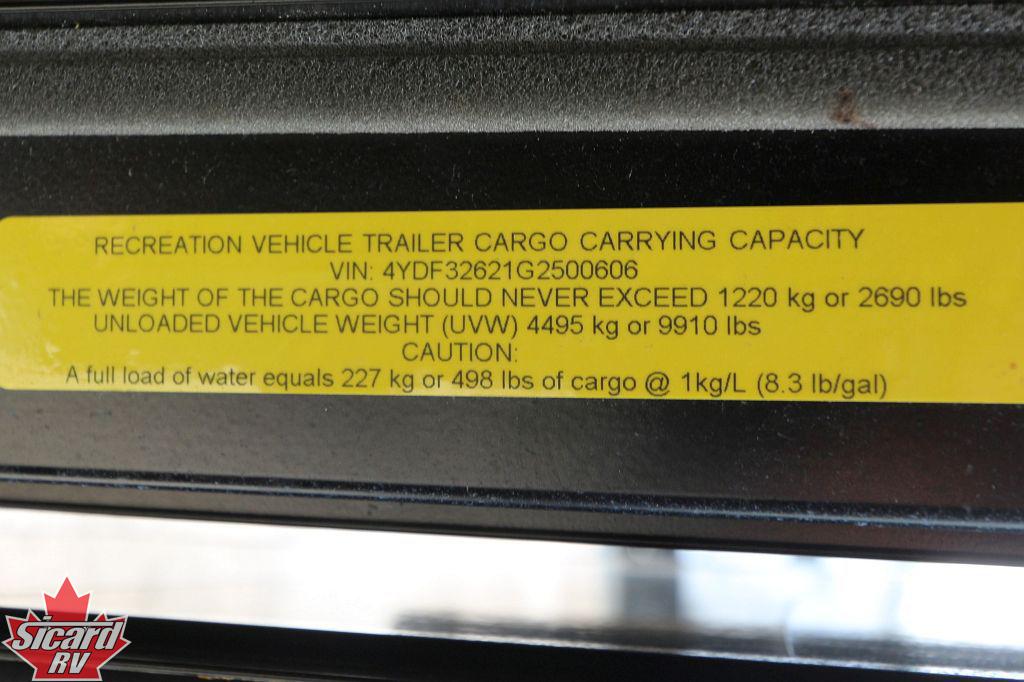 RECREATION VEHICLE TRAILER CARGO CARRYING CAPACITY
VIN: 4YDF32621G2500606
THE WEIGHT OF THE CARGO SHOULD NEVER EXCEED 1220 kg or 2690 lbs
UNLOADED VEHICLE WEIGHT (UVW) 4495 kg or 9910 lbs
CAUTION:
A full load of water equals 227 kg or 498 lbs of cargo @ 1kg/L (8.3 lb/gal)
Sicard
RV